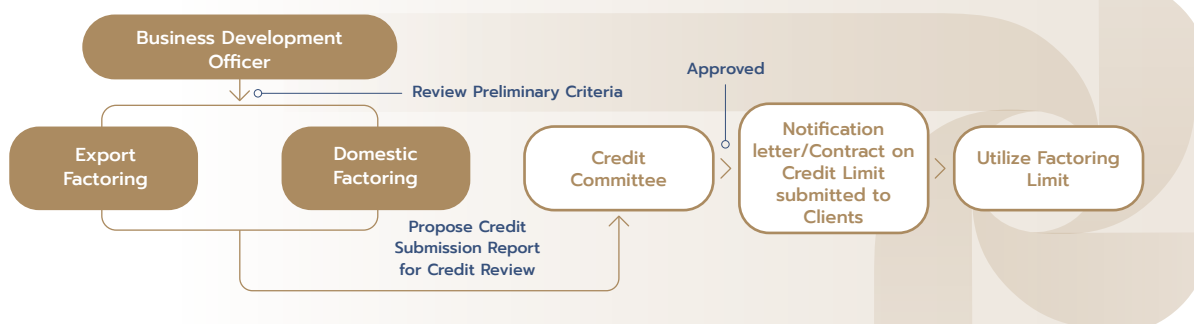 Business Development
Officer
Review Preliminary Criteria
Approved
Export
Factoring
Domestic
Factoring
Credit
Committee
Notification
letter/Contract on
Credit Limit
submitted to
Clients
Utilize Factoring
Limit
Propose Credit
Submission Report
for Credit Review